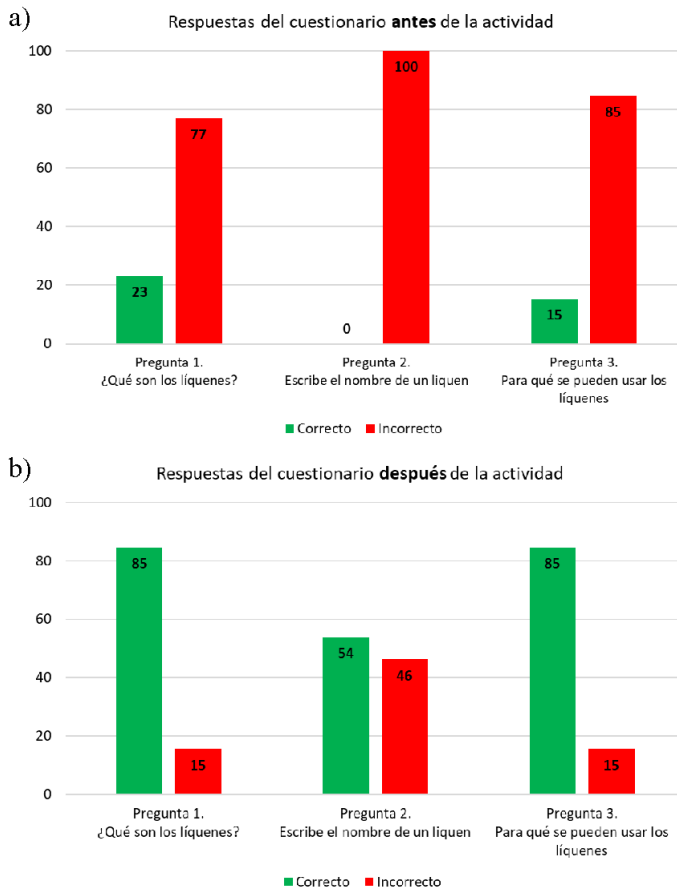 a)
Respuestas del cuestionario antes de la actividad
100
80
60
40
20
0
23
77
0
100
15
85
Pregunta 1.
¿Qué son los líquenes?
Pregunta 2.
Escribe el nombre de un liquen
Pregunta 3.
Para qué se pueden usar los
líquenes
Correcto Incorrecto
b)
Respuestas del cuestionario después de la actividad
100
80
60
40
20
0
85
15
54
46
85
15
Pregunta 1.
¿Qué son los líquenes?
Pregunta 2.
Escribe el nombre de un liquen
Pregunta 3.
Para qué se pueden usar los
líquenes
Correcto Incorrecto